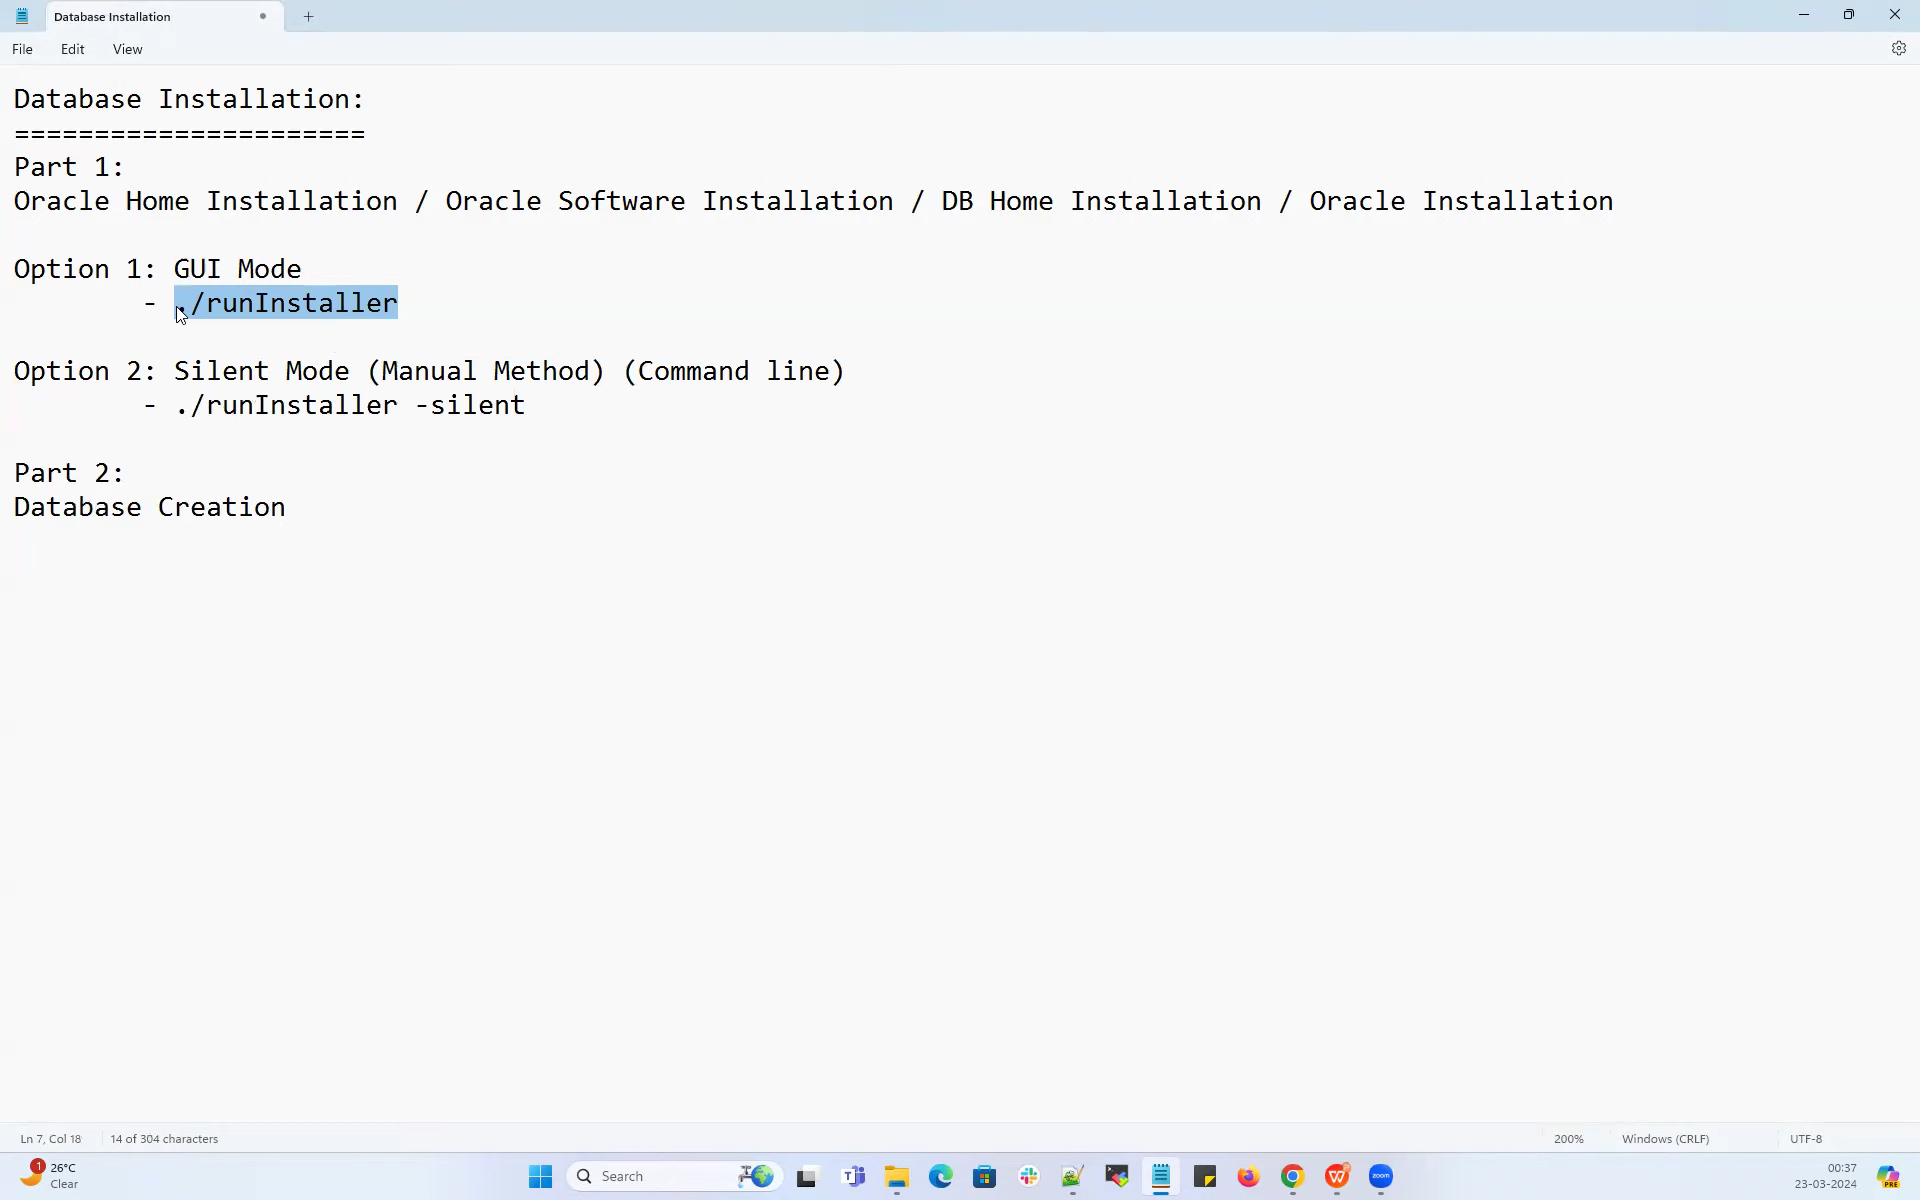 Database Installation
File Edit View
Database Installation:
======================
Part 1:
Oracle Home Installation / Oracle Software Installation / DB Home Installation / Oracle Installation
Option 1: GUI Mode
- ./runInstaller
Option 2: Silent Mode (Manual Method) (Command line)
- ./runInstaller -silent
Part 2:
Database Creation
Ln 7, Col 18 14 of 304 characters 200% Windows (CRLF) UTF-8
1 26°C
Clear
Search
zoom
PRE
00:37
23-03-2024